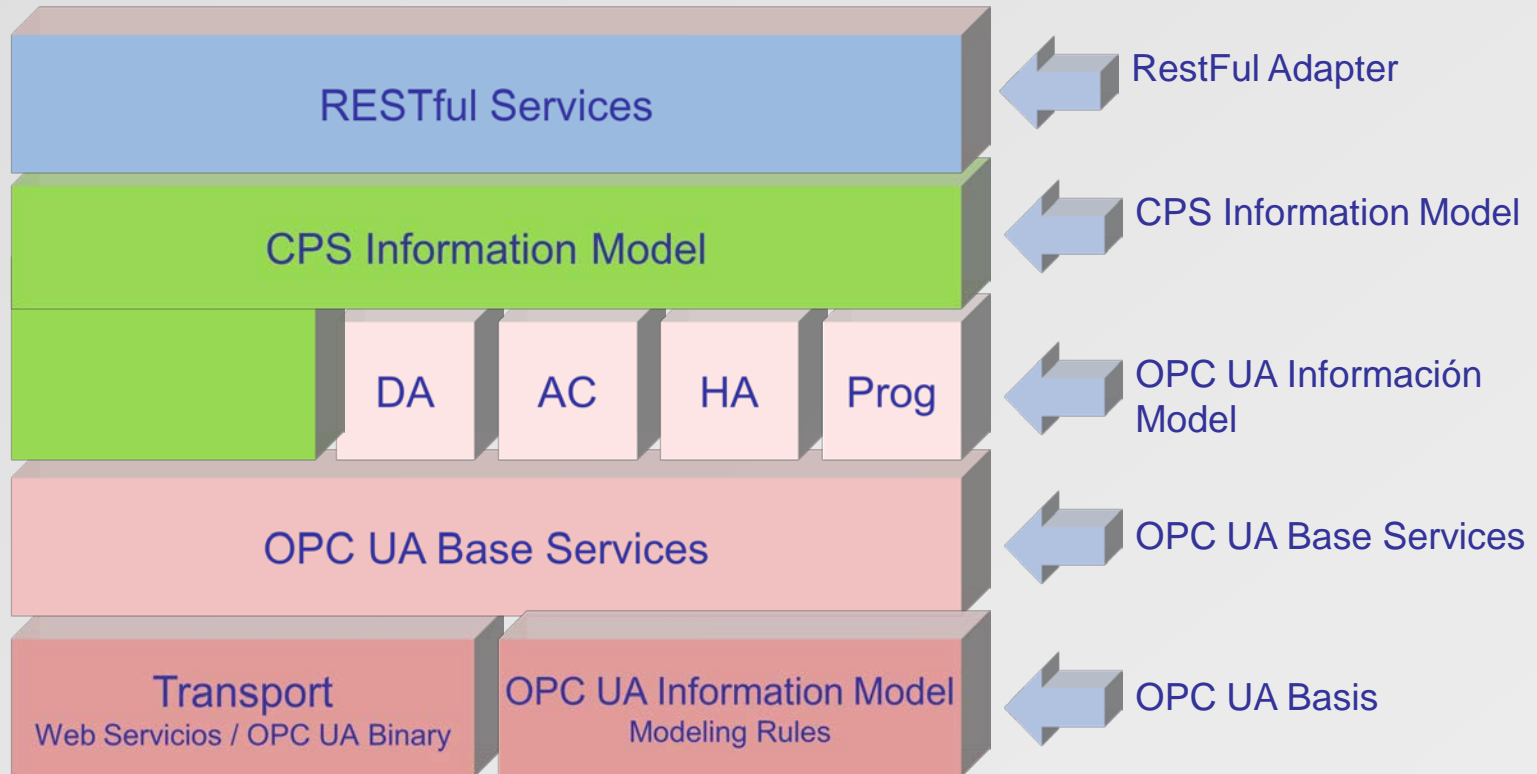 RESTful Services
RestFul Adapter
CPS Information Model
CPS Information Model
DA
AC
HA
Prog
OPC UA Información
Model
OPC UA Base Services
OPC UA Base Services
Transport
Web Servicios / OPC UA Binary
OPC UA Information Model
Modeling Rules
OPC UA Basis